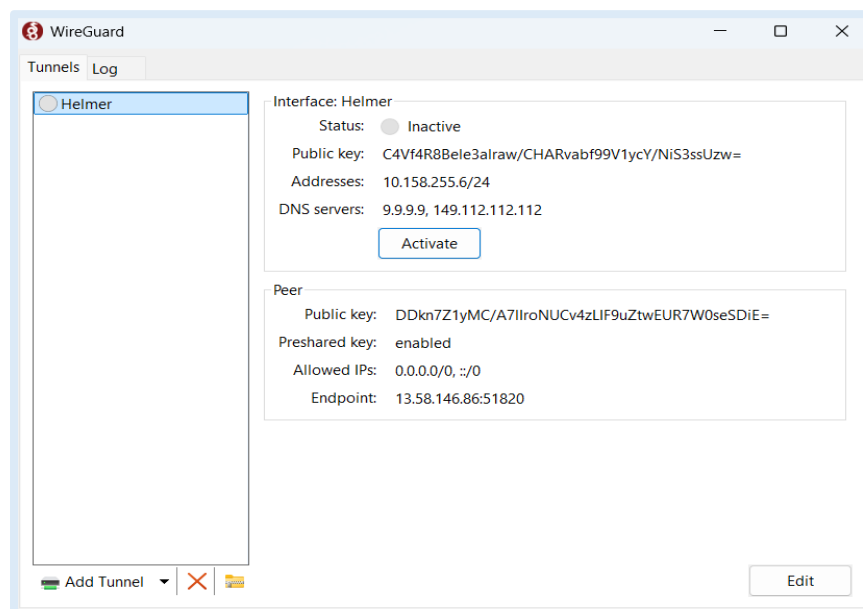 WireGuard
Tunnels Log
Helmer
Interface: Helmer
Status: Inactive
Public key: C4Vf4R8Bele3alraw/CHARvabf99V1ycY/NiS3ssUzw=
Addresses: 10.158.255.6/24
DNS servers: 9.9.9.9, 149.112.112.112
Activate
Peer
Public key: DDkn7Z1yMC/A7IIroNUCv4zLIF9uZtwEUR7W0seSDiE=
Preshared key: enabled
Allowed IPs: 0.0.0.0/0, ::/0
Endpoint: 13.58.146.86:51820
Add Tunnel
Edit